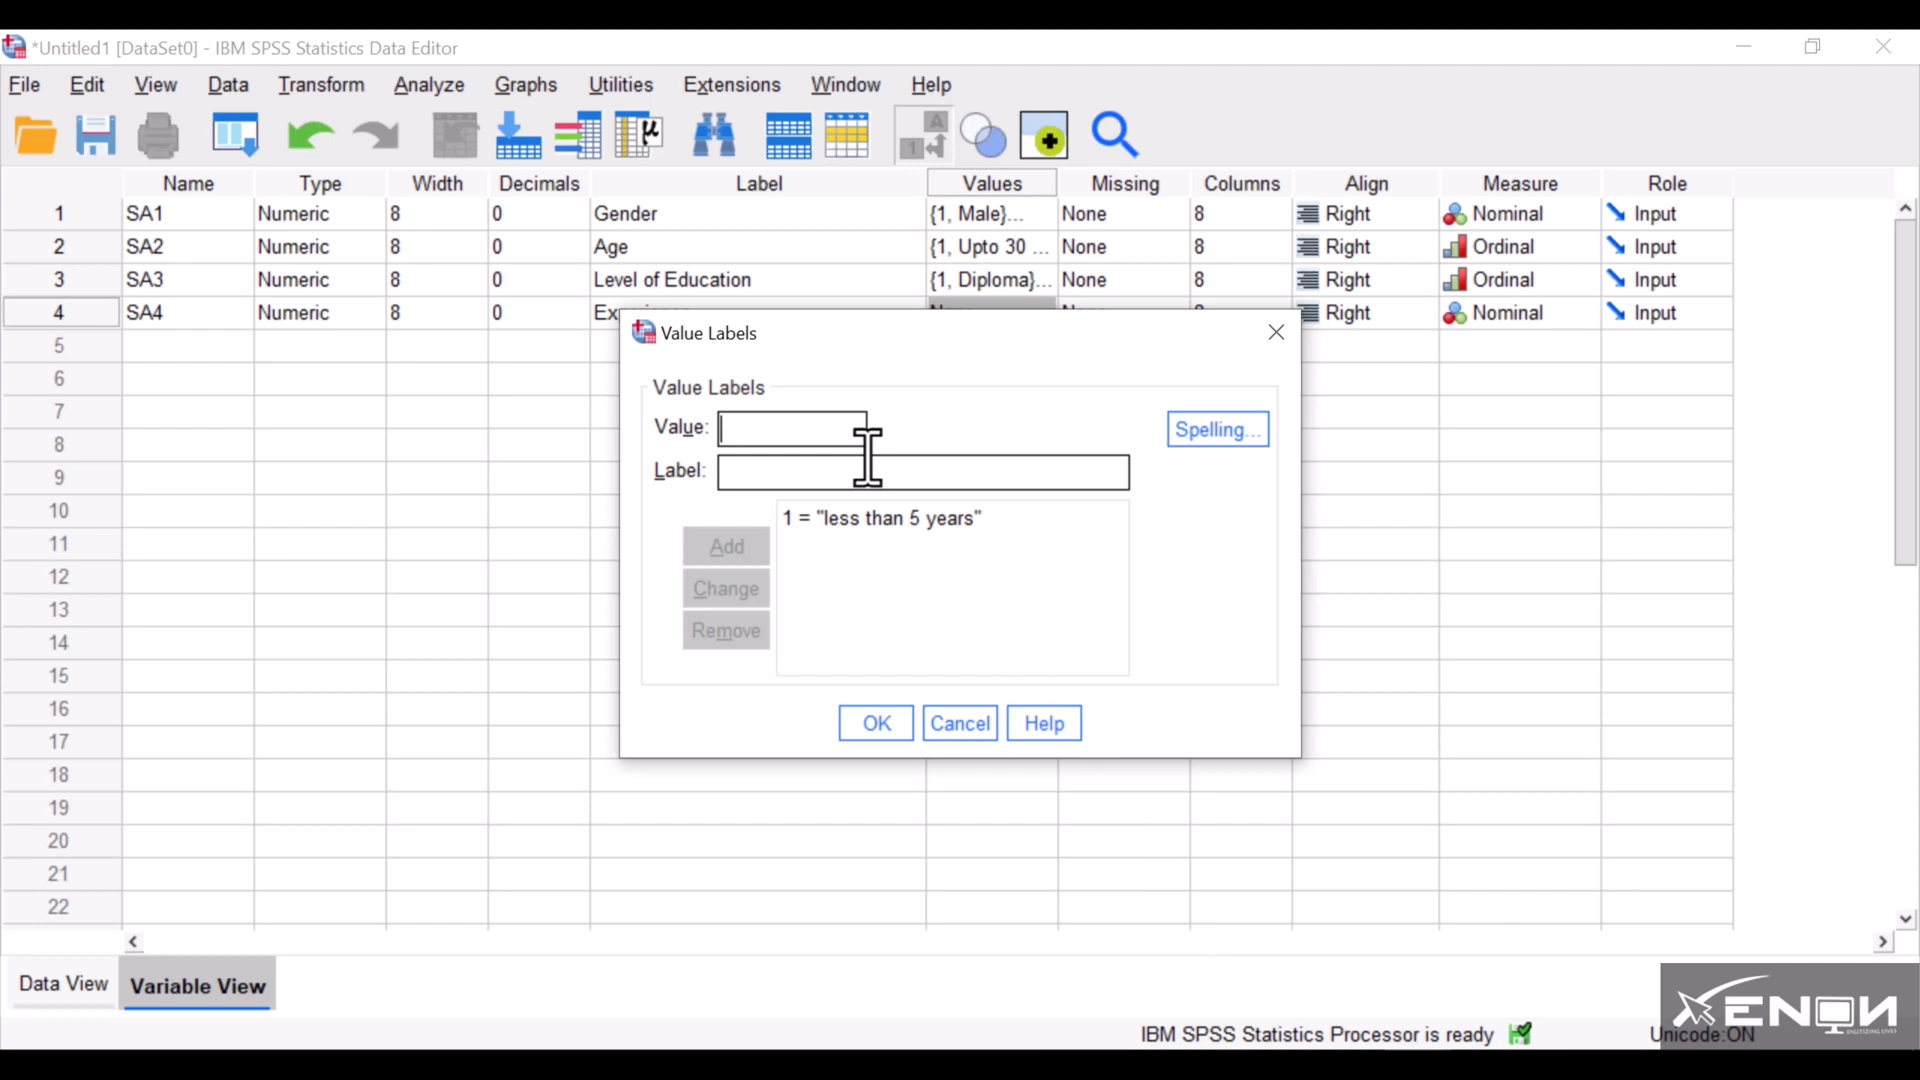 *Untitled1 [DataSet0] - IBM SPSS Statistics Data Editor
File Edit View Data Transform Analyze Graphs Utilities Extensions Window Help
Name Type Width Decimals Label Values Missing Columns Align Measure Role
1 SA1 Numeric 8 0 Gender {1, Male}... None 8 Right Nominal Input
2 SA2 Numeric 8 0 Age {1, Upto 30 ... None 8 Right Ordinal Input
3 SA3 Numeric 8 0 Level of Education {1, Diploma}... None 8 Right Ordinal Input
4 SA4 Numeric 8 0 Right Nominal Input
5
6
7
8
9
10
11
12
13
14
15
16
17
18
19
20
21
22
Value Labels
Value Labels
Value:
Spelling...
Label:
1 = "less than 5 years"
Add
Change
Remove
OK Cancel Help
Data View Variable View
IBM SPSS Statistics Processor is ready
Unicode:ON
XENON
DIGITIZING LIVES